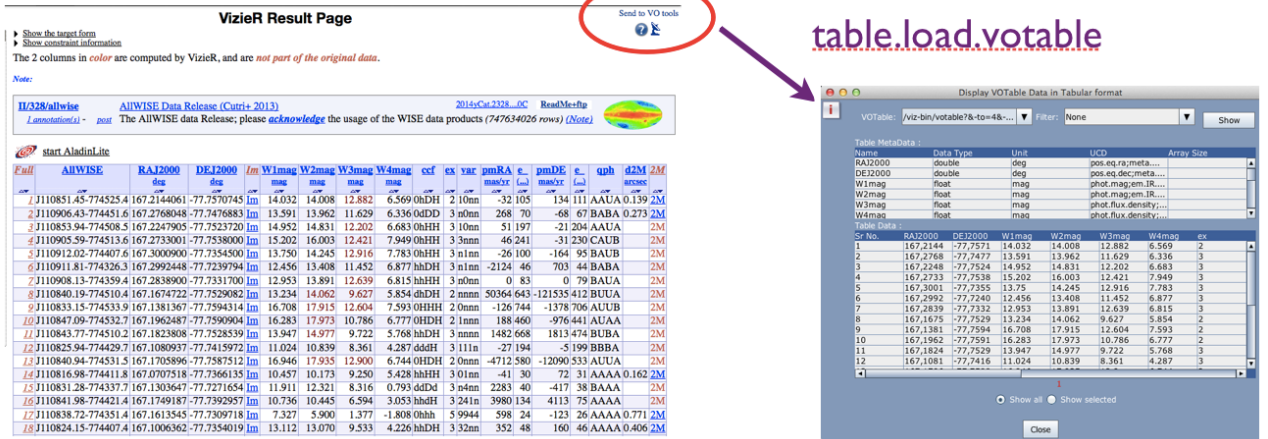 VizieR Result Page
Send to VO tools
Show the target form
Show constraint information
The 2 columns in color are computed by VizieR, and are not part of the original data.
Note:
II/328/allwise AllWISE Data Release (Cutri+ 2013) 2014yCat.2328....0C ReadMe+ftp
1 annotation(s) - post The AllWISE data Release; please acknowledge the usage of the WISE data products (747634026 rows) (Note)
start AladinLite
Full AllWISE RAJ2000 DEJ2000 Im W1mag W2mag W3mag W4mag ccf ex var pmRA e_ pmDE e_ qph d2M 2M
deg deg mag mag mag mag mas/yr (...) mas/yr (...) arcsec
1 J110851.45-774525.4 167.2144061 -77.7570745 Im 14.032 14.008 12.882 6.569 0hDH 2 10nn -32 105 134 111 AAUA 0.139 2M
2 J110906.43-774451.6 167.2768048 -77.7476883 Im 13.591 13.962 11.629 6.336 0dDD 3 n0nn 268 70 -68 67 BABA 0.273 2M
3 J110853.94-774508.5 167.2247905 -77.7523720 Im 14.952 14.831 12.202 6.683 0hHH 3 10nn 51 197 -21 204 AAUA 2M
4 J110905.59-774513.6 167.2733001 -77.7538000 Im 15.202 16.003 12.421 7.949 0hHH 3 3nnn 46 241 -31 230 CAUB 2M
5 J110912.02-774407.6 167.3000900 -77.7354500 Im 13.750 14.245 12.916 7.783 0hHH 3 n1nn -26 100 -164 95 BAUB 2M
6 J110911.81-774326.3 167.2992448 -77.7239794 Im 12.456 13.408 11.452 6.877 hhDH 3 n1nn -2124 46 703 44 BABA 2M
7 J110908.13-774359.4 167.2838900 -77.7331700 Im 12.953 13.891 12.639 6.815 hhHH 3 n0nn 0 83 0 79 BAUA 2M
8 J110840.19-774510.4 167.1674722 -77.7529082 Im 13.234 14.062 9.627 5.854 dhDH 2 nnnn 50364 643 -121535 412 BUUA 2M
9 J110833.15-774533.9 167.1381367 -77.7594314 Im 16.708 17.915 12.604 7.593 0HHH 2 0nnn -126 744 -1378 706 AUUB 2M
10 J110847.09-774532.7 167.1962487 -77.7590904 Im 16.283 17.973 10.786 6.777 0HDH 2 1nnn 188 460 -976 441 AUAA 2M
11 J110843.77-774510.2 167.1823808 -77.7528539 Im 13.947 14.977 9.722 5.768 hhDH 3 nnnn 1482 668 1813 474 BUBA 2M
12 J110825.94-774429.7 167.1080937 -77.7415972 Im 11.024 10.839 8.361 4.287 dddH 3 111n -27 194 -5 199 BBBA 2M
13 J110840.94-774531.5 167.1705896 -77.7587512 Im 16.946 17.935 12.900 6.744 0HDH 2 0nnn -4712 580 -12090 533 AUUA 2M
14 J110816.98-774411.8 167.0707518 -77.7366135 Im 10.457 10.173 9.250 5.428 hhHH 3 01nn -41 30 72 31 AAAA 0.162 2M
15 J110831.28-774337.7 167.1303647 -77.7271654 Im 11.911 12.321 8.316 0.793 ddDd 3 n4nn 2283 40 -417 38 BAAA 2M
16 J110841.98-774421.4 167.1749187 -77.7392957 Im 10.736 10.445 6.594 3.053 hhdH 3 241n 3980 134 4113 75 AAAA 2M
17 J110838.72-774351.4 167.1613545 -77.7309718 Im 7.327 5.900 1.377 -1.808 0hhh 5 9944 598 24 -123 26 AAAA 0.771 2M
18 J110824.15-774407.4 167.1006362 -77.7354019 Im 13.112 13.070 9.533 4.226 hhDH 3 32nn 352 48 160 46 AAAA 0.406 2M
table.load.votable
Display VOTable Data in Tabular format
i
VOTable: /viz-bin/votable?&-to=4&-... Filter: None Show
Table MetaData :
Name Data Type Unit UCD Array Size
RAJ2000 double deg pos.eq.ra;meta....
DEJ2000 double deg pos.eq.dec;meta...
W1mag float mag phot.mag;em.IR....
W2mag float mag phot.mag;em.IR....
W3mag float mag phot.flux.density;...
W4mag float mag phot.flux.density;...
Table Data :
Sr No. RAJ2000 DEJ2000 W1mag W2mag W3mag W4mag ex
1 167,2144 -77,7571 14.032 14.008 12.882 6.569 2
2 167,2768 -77,7477 13.591 13.962 11.629 6.336 3
3 167,2248 -77,7524 14.952 14.831 12.202 6.683 3
4 167,2733 -77,7538 15.202 16.003 12.421 7.949 3
5 167,3001 -77,7355 13.75 14.245 12.916 7.783 3
6 167,2992 -77,7240 12.456 13.408 11.452 6.877 3
7 167,2839 -77,7332 12.953 13.891 12.639 6.815 3
8 167,1675 -77,7529 13.234 14.062 9.627 5.854 2
9 167,1381 -77,7594 16.708 17.915 12.604 7.593 2
10 167,1962 -77,7591 16.283 17.973 10.786 6.777 2
11 167,1824 -77,7529 13.947 14.977 9.722 5.768 3
12 167,1081 -77,7416 11.024 10.839 8.361 4.287 3
1
Show all Show selected
Close